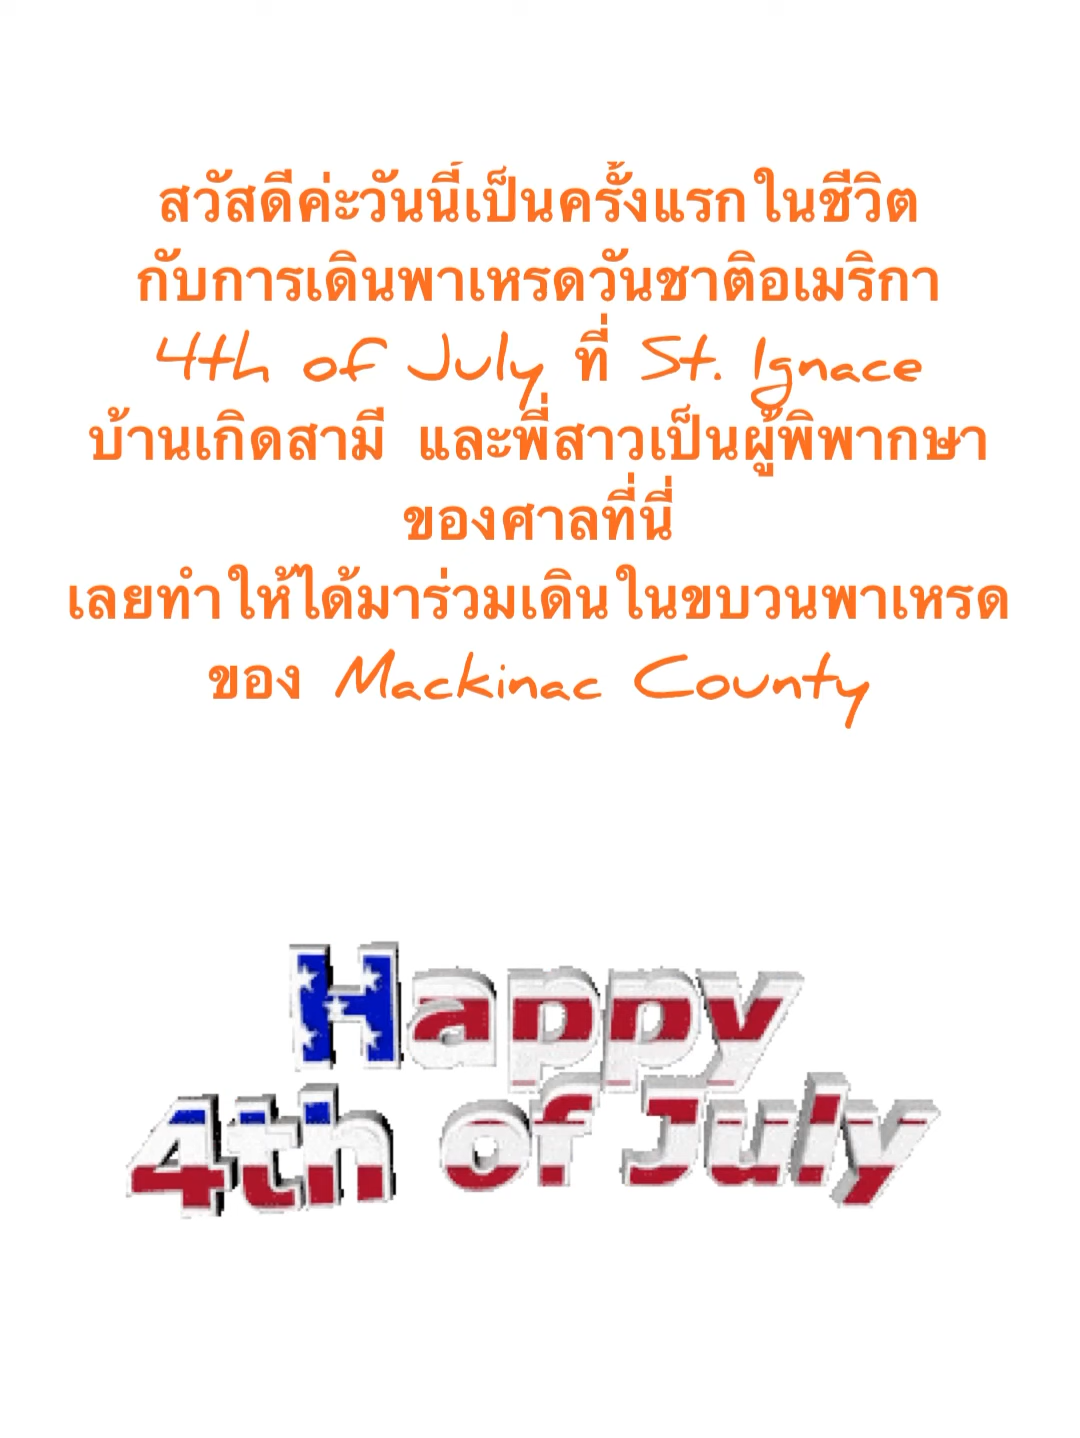 สวัสดีค่ะวันนี้เป็นครั้งแรกในชีวิต
กับการเดินพาเหรดวันชาติอเมริกา
4th of July ที่ St. Ignace
บ้านเกิดสามี และพี่สาวเป็นผู้พิพากษา
ของศาลที่นี่
เลยทำให้ได้มาร่วมเดินในขบวนพาเหรด
ของ Mackinac County
Happy
4th of July